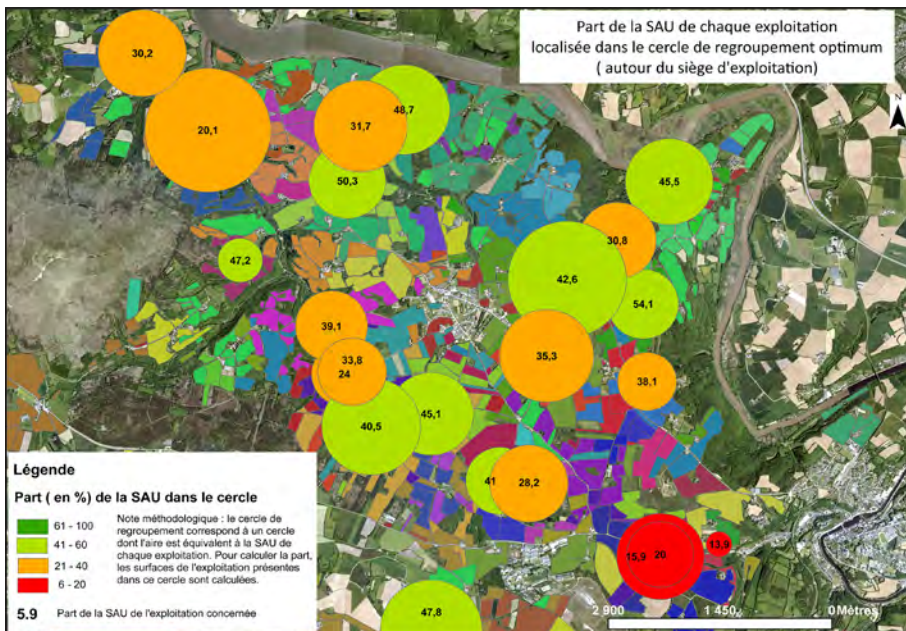 Part de la SAU de chaque exploitation
localisée dans le cercle de regroupement optimum
( autour du siège d'exploitation)
N
30,2
20,1
48,7
31,7
50,3
45,5
47,2
30,8
42,6
54,1
39,1
35,3
33,8
24
38,1
45,1
40,5
41
28,2
13,9
15,9
20
47,8
Légende
Part ( en %) de la SAU dans le cercle
61 - 100
41 - 60
21 - 40
6 - 20
Note méthodologique : le cercle de
regroupement correspond à un cercle
dont l'aire est équivalente à la SAU de
chaque exploitation. Pour calculer la part,
les surfaces de l'exploitation présentes
dans ce cercle sont calculées.
5.9 Part de la SAU de l'exploitation concernée
2 900 1 450 0 Mètres